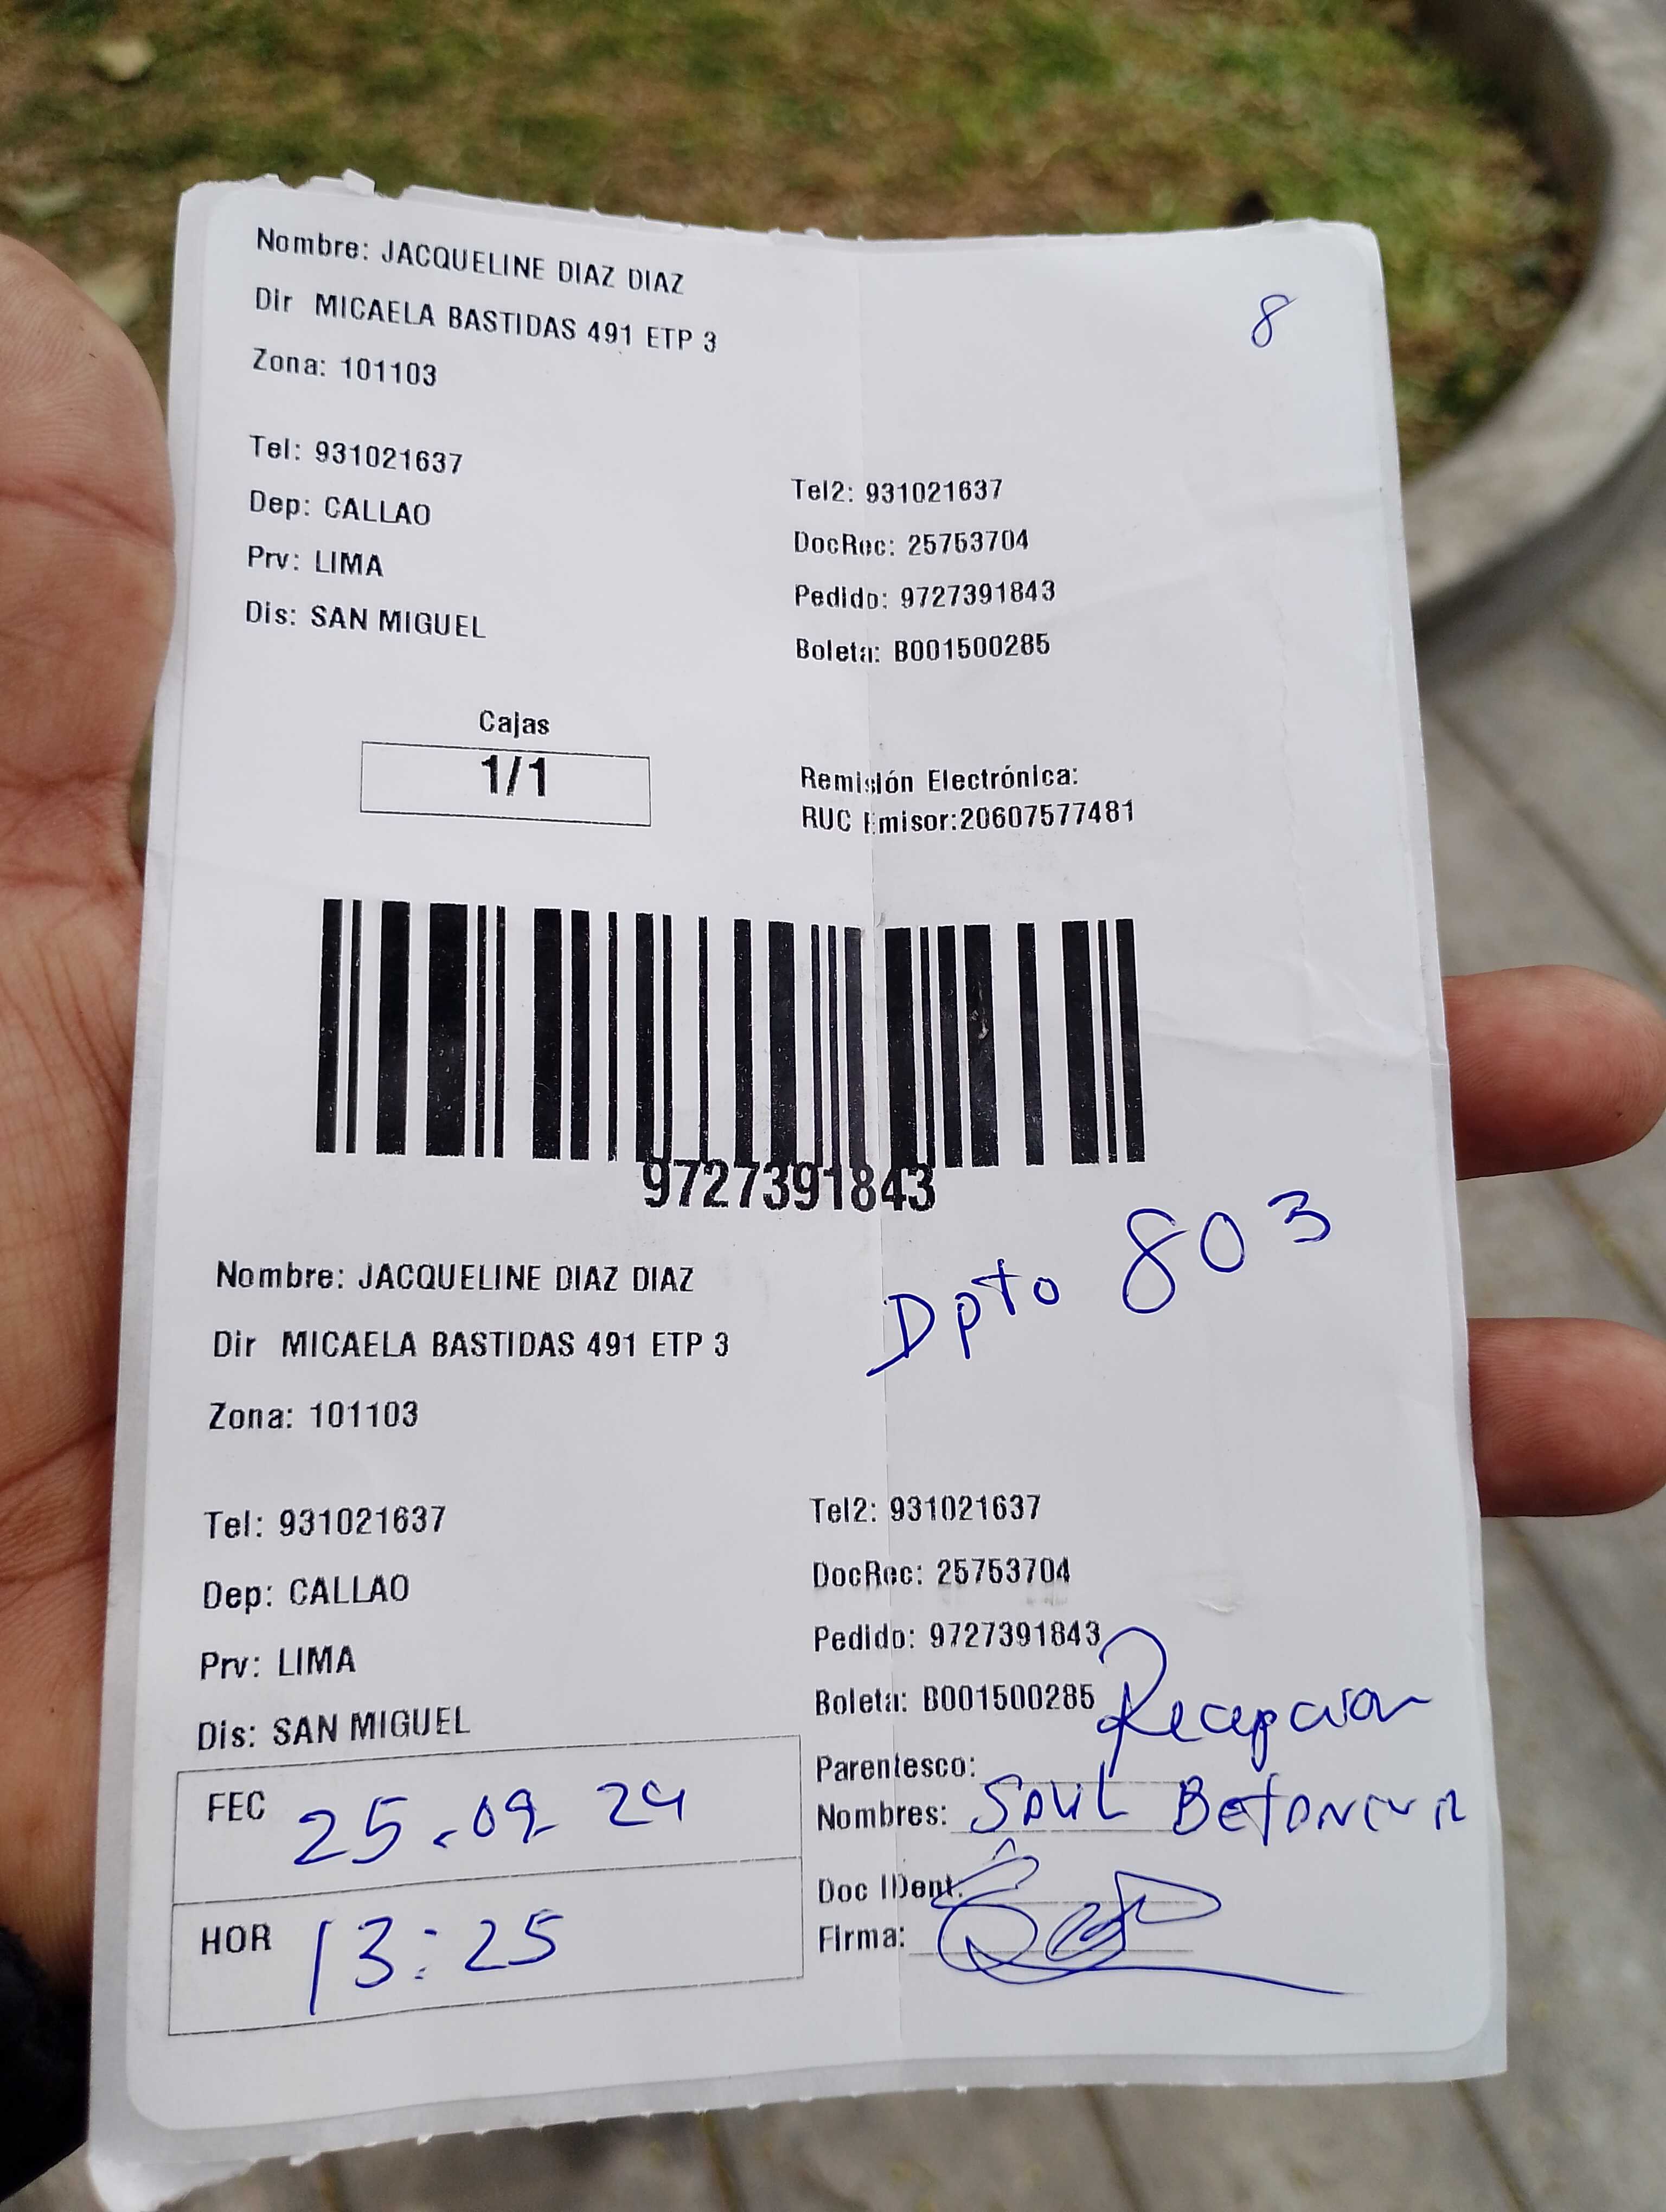 Nombre: JACQUELINE DIAZ DIAZ
Dir MICAELA BASTIDAS 491 ETP 3
8
Zona: 101103
Tel: 931021637
Tel2: 931021637
Dep: CALLAO
DocRec: 25753704
Prv: LIMA
Pedido: 9727391843
Dis: SAN MIGUEL
Boleta: B001500285
Cajas
1/1
Remisión Electrónica:
RUC Emisor:20607577481
9727391843
Dpto 803
Nombre: JACQUELINE DIAZ DIAZ
Dir MICAELA BASTIDAS 491 ETP 3
Zona: 101103
Tel: 931021637
Tel2: 931021637
Dep: CALLAO
DocRec: 25753704
Prv: LIMA
Pedido: 9727391843
Dis: SAN MIGUEL
Boleta: B001500285
Recepcion
Parentesco:
FEC 25-09-24
Nombres: SAUL
Doc IDent.
HOR 13:25
Firma: